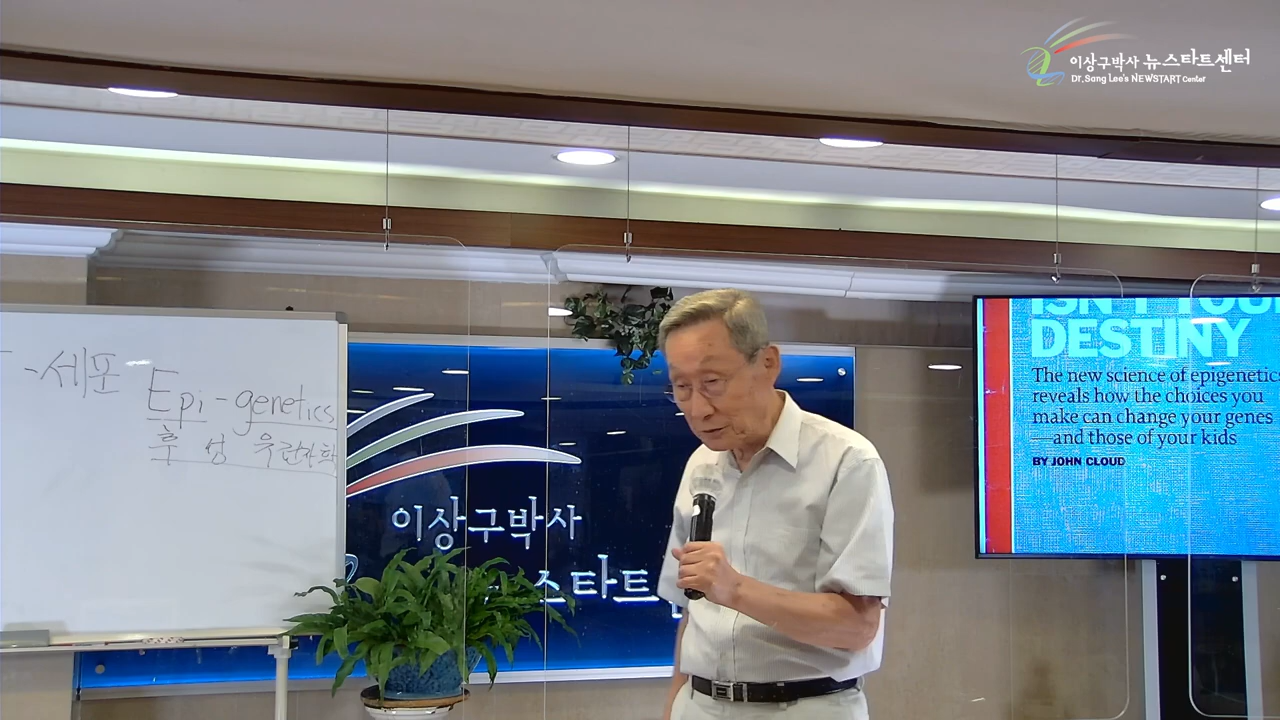 이상구박사 뉴스타트센터
Dr. Sang Lee's NEWSTART Center
-세포
Epi-genetics
후성 유전자학
이상구박사
스타트
ISN'T YOUR
DESTINY
The new science of epigenetics
reveals how the choices you
make can change your genes
—and those of your kids
BY JOHN CLOUD